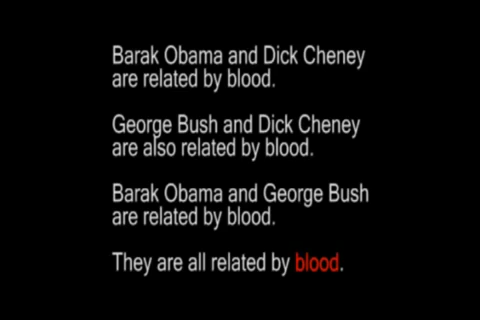 Barak Obama and Dick Cheney
are related by blood.
George Bush and Dick Cheney
are also related by blood.
Barak Obama and George Bush
are related by blood.
They are all related by blood.